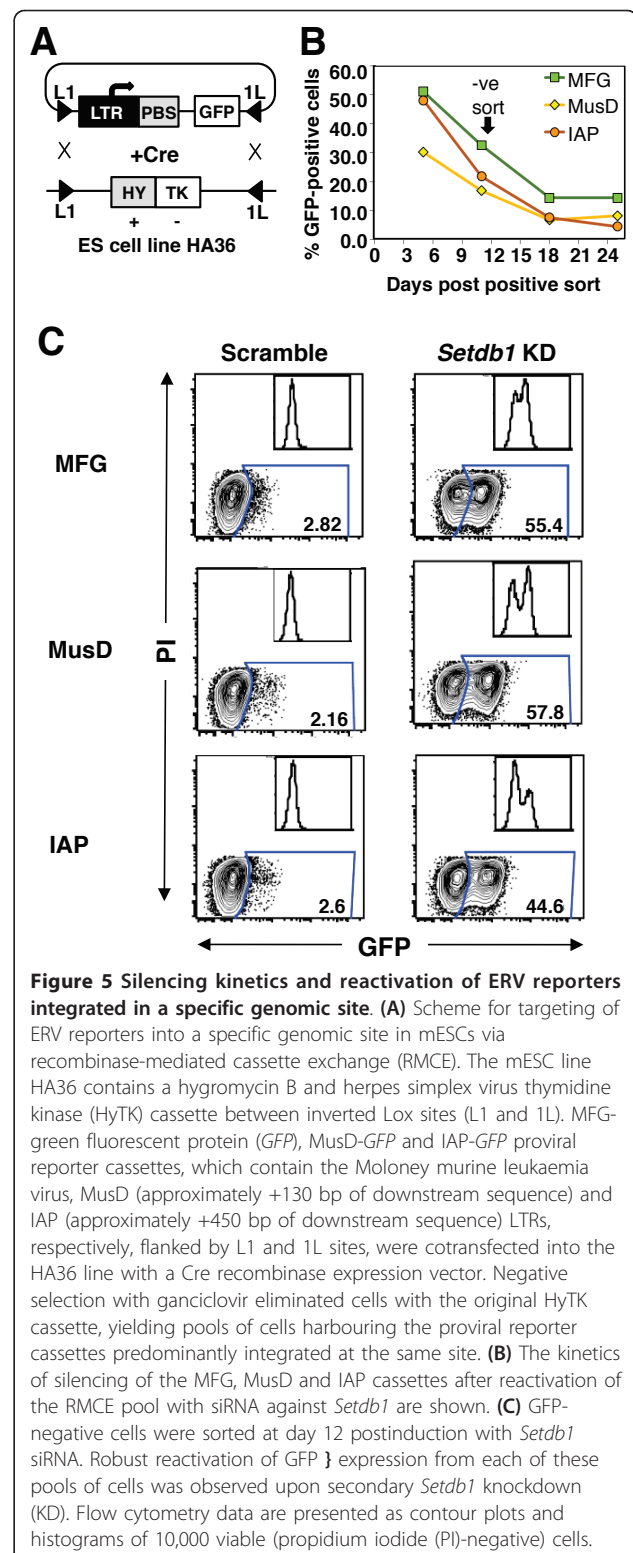 A
L1
1L
LTR
PBS
GFP
X
+Cre
X
HY
TK
L1
+
-
1L
ES cell line HA36
B
60.0
50.0
40.0
30.0
20.0
10.0
0.0
% GFP-positive cells
-ve
sort
MFG
MusD
IAP
0 3 6 9 12 15 18 21 24
Days post positive sort
C
Scramble
Setdb1 KD
MFG
2.82
55.4
MusD
2.16
57.8
IAP
2.6
44.6
PI
GFP
Figure 5 Silencing kinetics and reactivation of ERV reporters
integrated in a specific genomic site. (A) Scheme for targeting of
ERV reporters into a specific genomic site in mESCs via
recombinase-mediated cassette exchange (RMCE). The mESC line
HA36 contains a hygromycin B and herpes simplex virus thymidine
kinase (HyTK) cassette between inverted Lox sites (L1 and 1L). MFG-
green fluorescent protein (GFP), MusD-GFP and IAP-GFP proviral
reporter cassettes, which contain the Moloney murine leukaemia
virus, MusD (approximately +130 bp of downstream sequence) and
IAP (approximately +450 bp of downstream sequence) LTRs,
respectively, flanked by L1 and 1L sites, were cotransfected into the
HA36 line with a Cre recombinase expression vector. Negative
selection with ganciclovir eliminated cells with the original HyTK
cassette, yielding pools of cells harbouring the proviral reporter
cassettes predominantly integrated at the same site. (B) The kinetics
of silencing of the MFG, MusD and IAP cassettes after reactivation of
the RMCE pool with siRNA against Setdb1 are shown. (C) GFP-
negative cells were sorted at day 12 postinduction with Setdb1
siRNA. Robust reactivation of GFP } expression from each of these
pools of cells was observed upon secondary Setdb1 knockdown
(KD). Flow cytometry data are presented as contour plots and
histograms of 10,000 viable (propidium iodide (PI)-negative) cells.